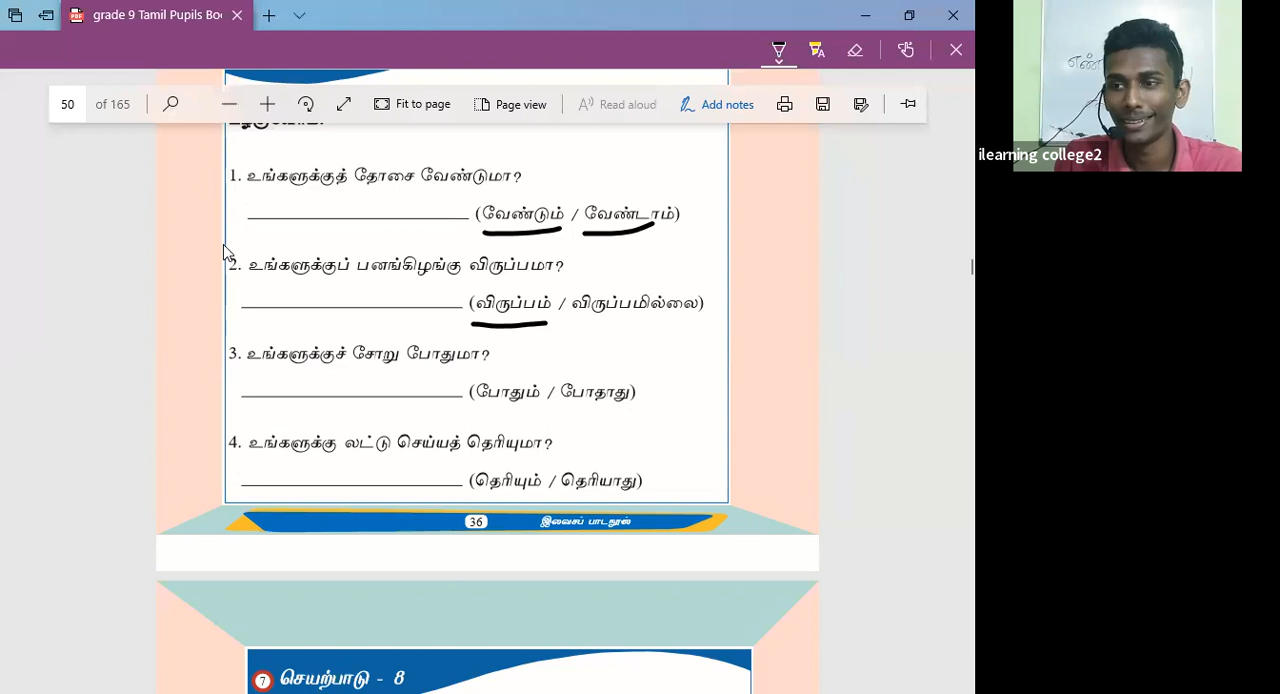 grade 9 Tamil Pupils Boo
50 of 165
Fit to page
Page view
Read aloud
Add notes
1. உங்களுக்குத் தோசை வேண்டுமா?
(வேண்டும் / வேண்டாம்)
2. உங்களுக்குப் பனங்கிழங்கு விருப்பமா?
(விருப்பம் / விருப்பமில்லை)
3. உங்களுக்குச் சோறு போதுமா?
(போதும் / போதாது)
4. உங்களுக்கு லட்டு செய்யத் தெரியுமா?
(தெரியும் / தெரியாது)
36 இலவசப் பாடநூல்
7 செயற்பாடு - 8
எண்
ilearning college2